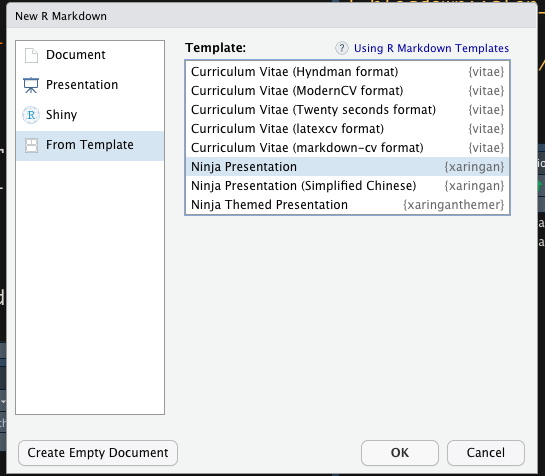 New R Markdown
Document
Presentation
R Shiny
From Template
Template:
? Using R Markdown Templates
Curriculum Vitae (Hyndman format) {vitae}
Curriculum Vitae (ModernCV format) {vitae}
Curriculum Vitae (Twenty seconds format) {vitae}
Curriculum Vitae (latexcv format) {vitae}
Curriculum Vitae (markdown-cv format) {vitae}
Ninja Presentation {xaringan}
Ninja Presentation (Simplified Chinese) {xaringan}
Ninja Themed Presentation {xaringanthemer}
Create Empty Document
OK
Cancel